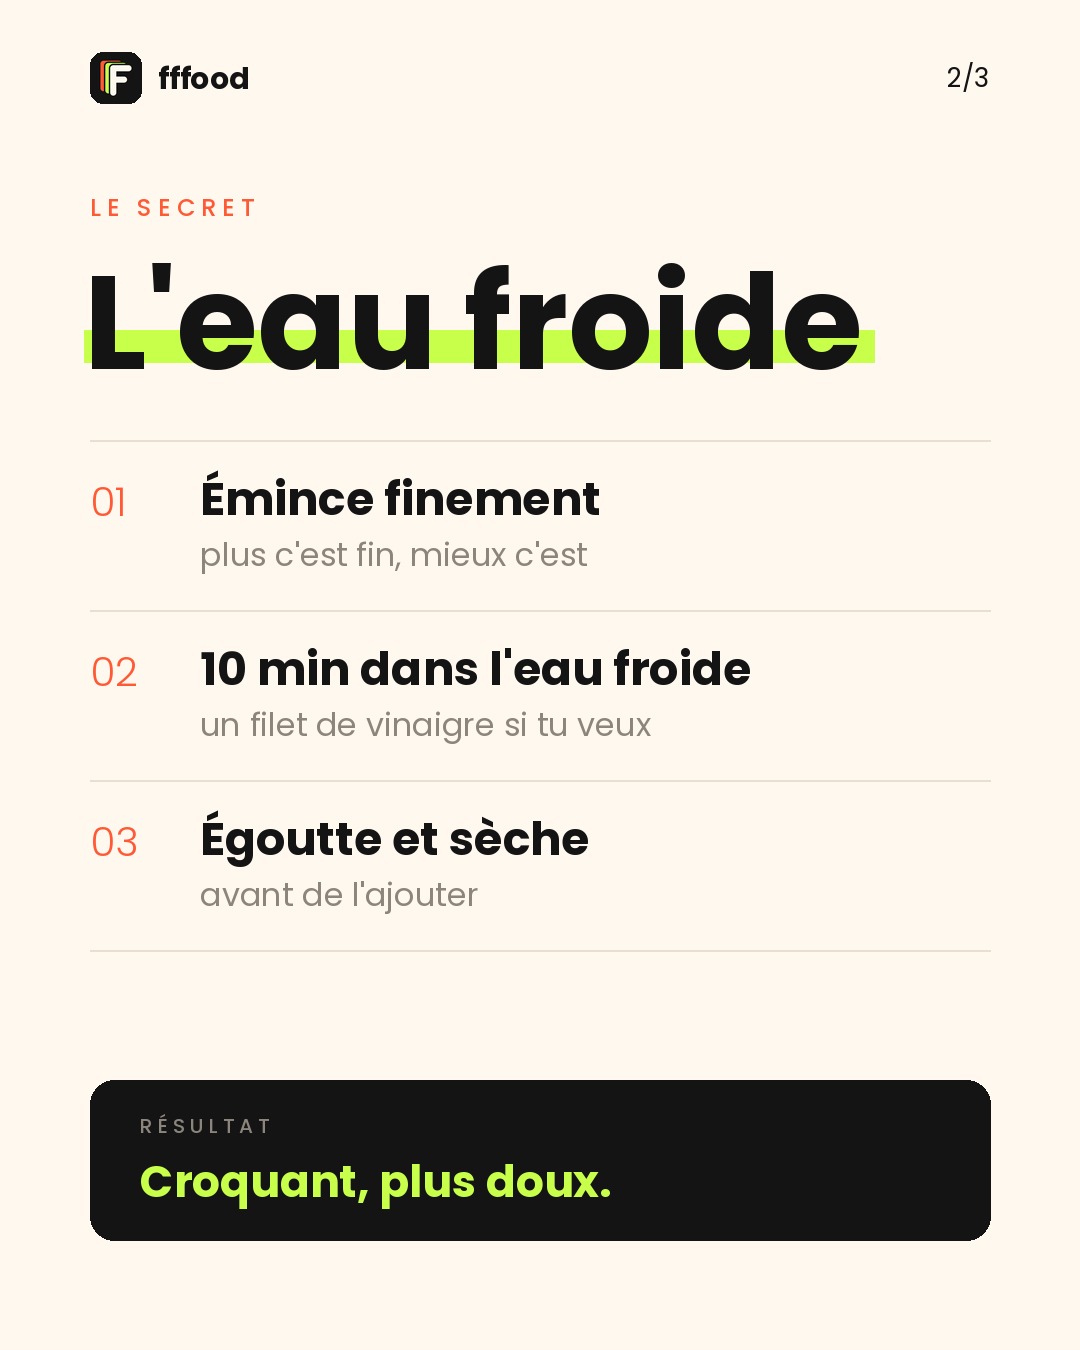 fffood
2/3
LE SECRET
L'eau froide
01 Émince finement
plus c'est fin, mieux c'est
02 10 min dans l'eau froide
un filet de vinaigre si tu veux
03 Égoutte et sèche
avant de l'ajouter
RÉSULTAT
Croquant, plus doux.